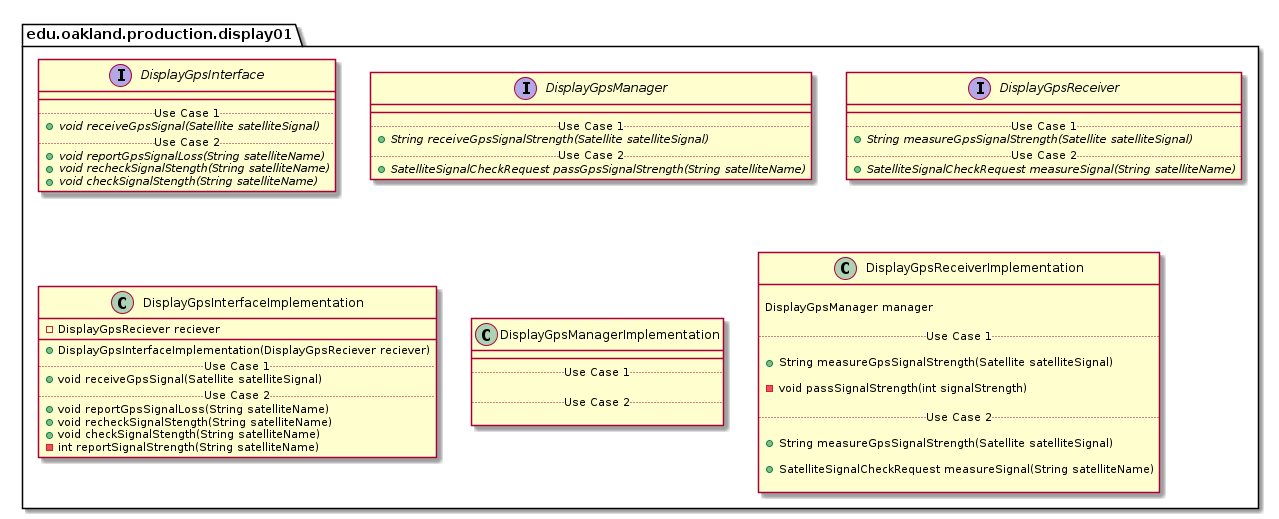 edu.oakland.production.display01
I DisplayGpsInterface
Use Case 1
void receiveGpsSignal(Satellite satelliteSignal)
Use Case 2
void reportGpsSignalLoss(String satelliteName)
void recheckSignalStength(String satelliteName)
void checkSignalStength(String satelliteName)
I DisplayGpsManager
Use Case 1
String receiveGpsSignalStrength(Satellite satelliteSignal)
Use Case 2
SatelliteSignalCheckRequest passGpsSignalStrength(String satelliteName)
I DisplayGpsReceiver
Use Case 1
String measureGpsSignalStrength(Satellite satelliteSignal)
Use Case 2
SatelliteSignalCheckRequest measureSignal(String satelliteName)
C DisplayGpsInterfaceImplementation
DisplayGpsReciever reciever
DisplayGpsInterfaceImplementation(DisplayGpsReciever reciever)
Use Case 1
void receiveGpsSignal(Satellite satelliteSignal)
Use Case 2
void reportGpsSignalLoss(String satelliteName)
void recheckSignalStength(String satelliteName)
void checkSignalStength(String satelliteName)
int reportSignalStrength(String satelliteName)
C DisplayGpsManagerImplementation
Use Case 1
Use Case 2
C DisplayGpsReceiverImplementation
DisplayGpsManager manager
Use Case 1
String measureGpsSignalStrength(Satellite satelliteSignal)
void passSignalStrength(int signalStrength)
Use Case 2
String measureGpsSignalStrength(Satellite satelliteSignal)
SatelliteSignalCheckRequest measureSignal(String satelliteName)